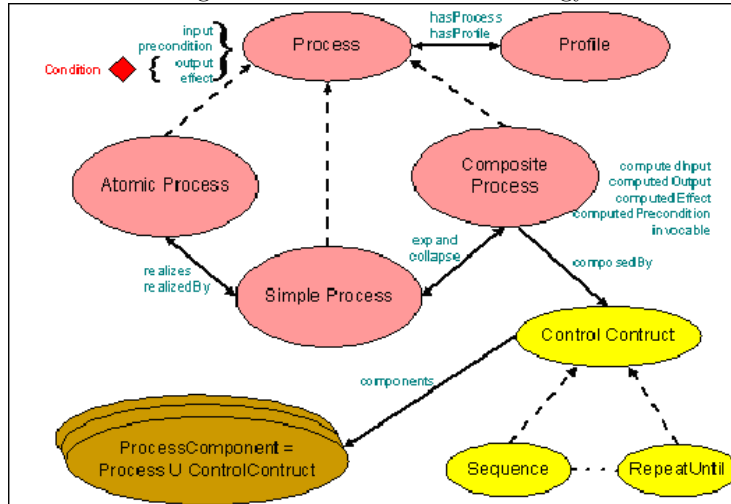 input
precondition
output
effect
Condition
Process
hasProcess
hasProfile
Profile
Atomic Process
Composite
Process
computedInput
computedOutput
computedEffect
computedPrecondition
invocable
expand
collapse
realizes
realizedBy
Simple Process
composedBy
Control Contruct
components
ProcessComponent =
Process U ControlContruct
Sequence
RepeatUntil